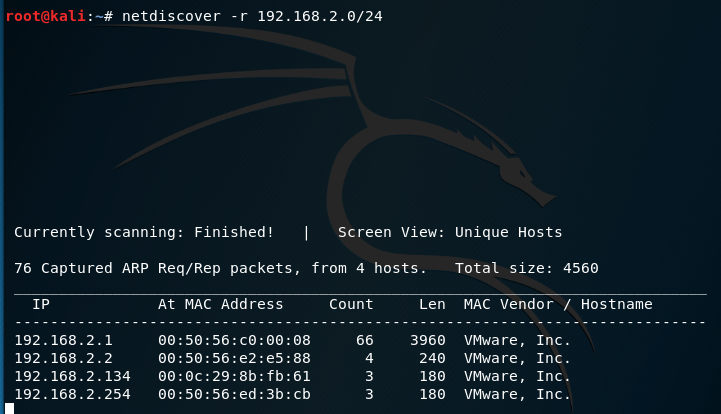 root@kali:~# netdiscover -r 192.168.2.0/24
Currently scanning: Finished!   |   Screen View: Unique Hosts
76 Captured ARP Req/Rep packets, from 4 hosts.   Total size: 4560
_____________________________________________________________________________
  IP            At MAC Address     Count     Len  MAC Vendor / Hostname
-----------------------------------------------------------------------------
192.168.2.1     00:50:56:c0:00:08     66    3960  VMware, Inc.
192.168.2.2     00:50:56:e2:e5:88      4     240  VMware, Inc.
192.168.2.134   00:0c:29:8b:fb:61      3     180  VMware, Inc.
192.168.2.254   00:50:56:ed:3b:cb      3     180  VMware, Inc.